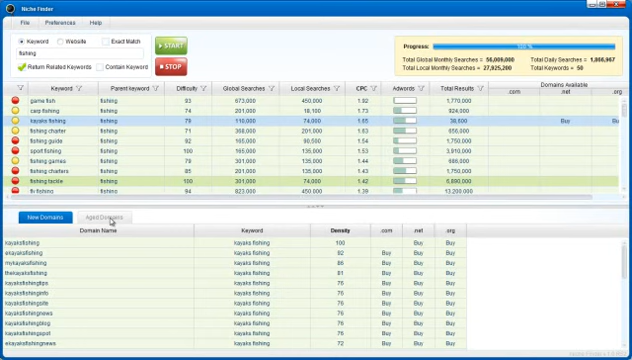 Niche Finder
File Preferences Help
Keyword Website Exact Match
fishing
Return Related Keywords Contain Keyword
START
STOP
Progress: 100 %
Total Global Monthly Searches = 56,006,000 Total Daily Searches = 1,866,967
Total Local Monthly Searches = 27,925,200 Total Keywords = 50
Keyword Parent keyword Difficulty Global Searches Local Searches CPC Adwords Total Results Domains Available
.com .net .org
game fish fishing 93 673,000 450,000 1.92 1,770,000
carp fishing fishing 74 201,000 18,100 1.73 924,000
kayaks fishing fishing 79 110,000 74,000 1.65 38,600 Buy Bu
fishing charter fishing 71 368,000 201,000 1.63 656,000
fishing guide fishing 92 165,000 90,500 1.54 1,750,000
sport fishing fishing 100 165,000 135,000 1.53 3,910,000
fishing games fishing 79 301,000 135,000 1.44 686,000
fishing charters fishing 85 201,000 135,000 1.43 1,750,000
fishing tackle fishing 100 301,000 74,000 1.42 6,890,000
fly fishing fishing 94 823,000 450,000 1.39 13,200,000
New Domains Aged Domains
Domain Name Keyword Density .com .net .org
kayaksfishing kayaks fishing 100 Buy Buy
ekayaksfishing kayaks fishing 92 Buy Buy Buy
mykayaksfishing kayaks fishing 86 Buy Buy Buy
thekayaksfishing kayaks fishing 81 Buy Buy Buy
kayaksfishingtips kayaks fishing 76 Buy Buy Buy
kayaksfishinginfo kayaks fishing 76 Buy Buy Buy
kayaksfishingsite kayaks fishing 76 Buy Buy Buy
kayaksfishingnews kayaks fishing 76 Buy Buy Buy
kayaksfishingblog kayaks fishing 76 Buy Buy Buy
kayaksfishingspot kayaks fishing 76 Buy Buy Buy
ekayaksfishingnews kayaks fishing 72 Buy Buy Buy